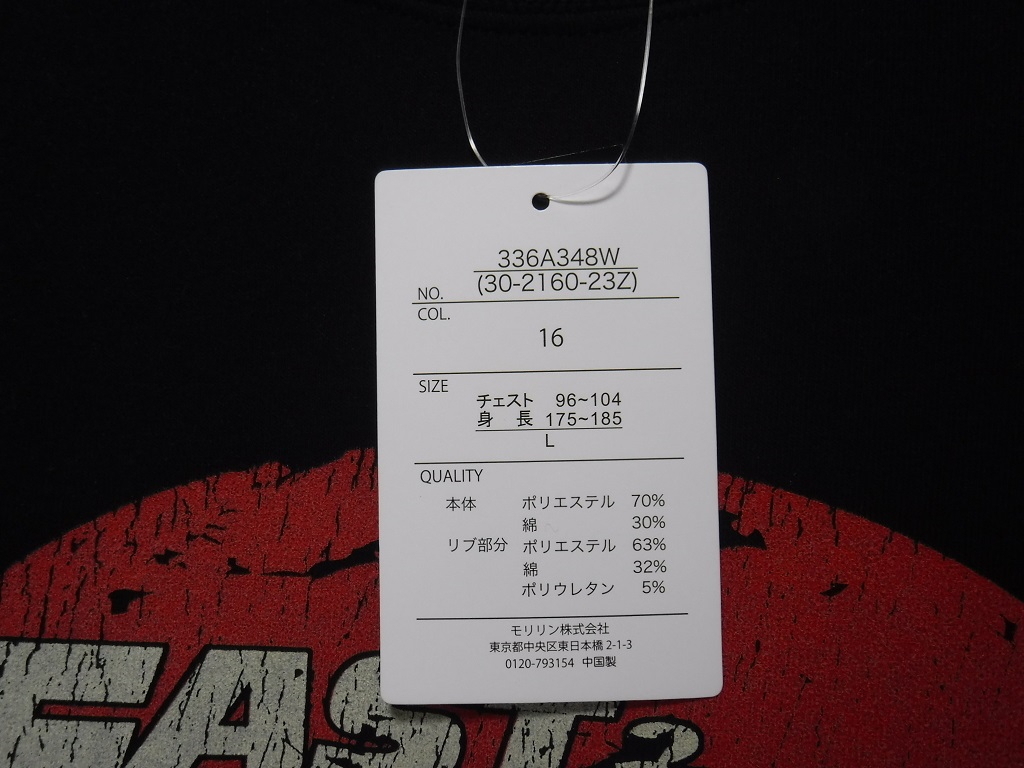 336A348W
NO. (30-2160-23Z)
COL.
16
SIZE
チェスト 96~104
身 長 175~185
L
QUALITY
本体 ポリエステル 70%
綿 30%
リブ部分 ポリエステル 63%
綿 32%
ポリウレタン 5%
モリリン株式会社
東京都中央区東日本橋 2-1-3
0120-793154 中国製